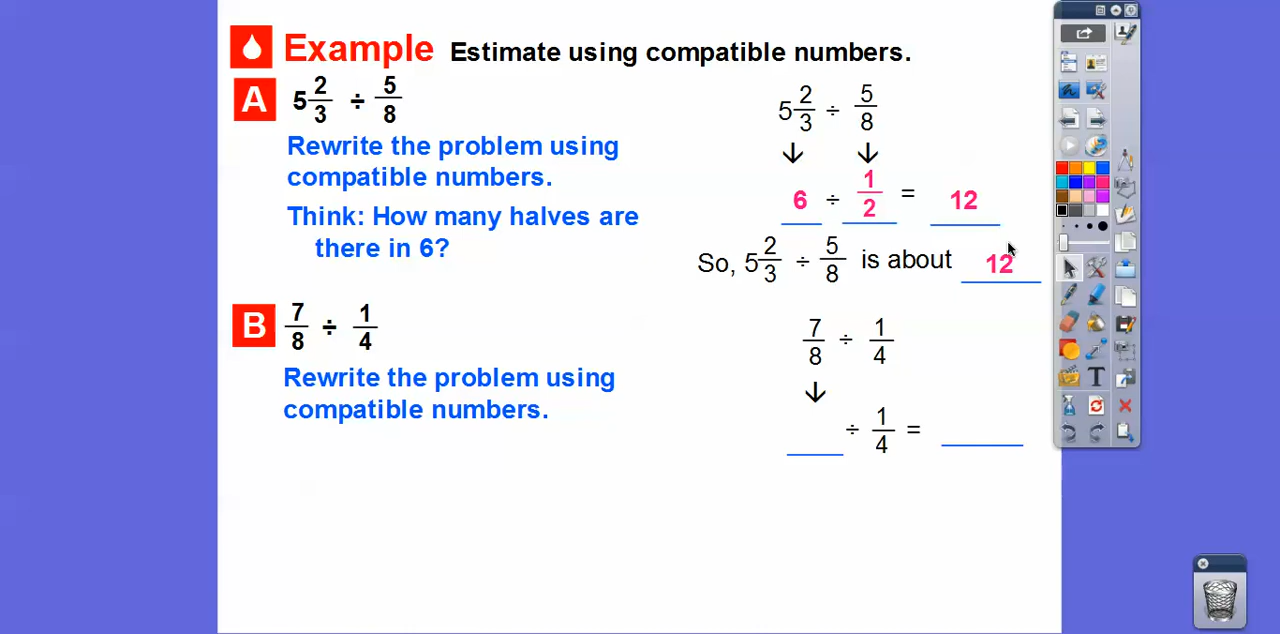 Example Estimate using compatible numbers.
A 5 2/3 ÷ 5/8
Rewrite the problem using
compatible numbers.
Think: How many halves are
there in 6?
5 2/3 ÷ 5/8
↓ ↓
6 ÷ 1/2 = 12
So, 5 2/3 ÷ 5/8 is about 12
B 7/8 ÷ 1/4
Rewrite the problem using
compatible numbers.
7/8 ÷ 1/4
↓
___ ÷ 1/4 = ___
T